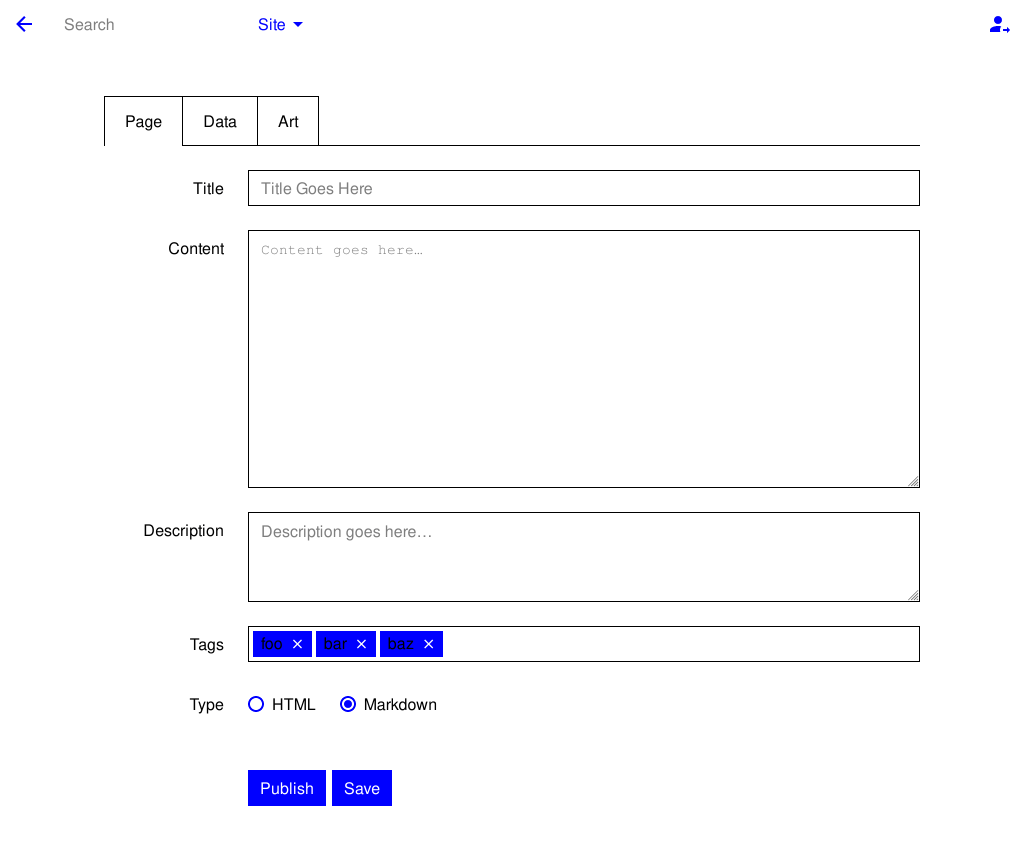 Search Site
Page Data Art
Title Title Goes Here
Content Content goes here…
Description Description goes here…
Tags foo bar baz
Type HTML Markdown
Publish Save